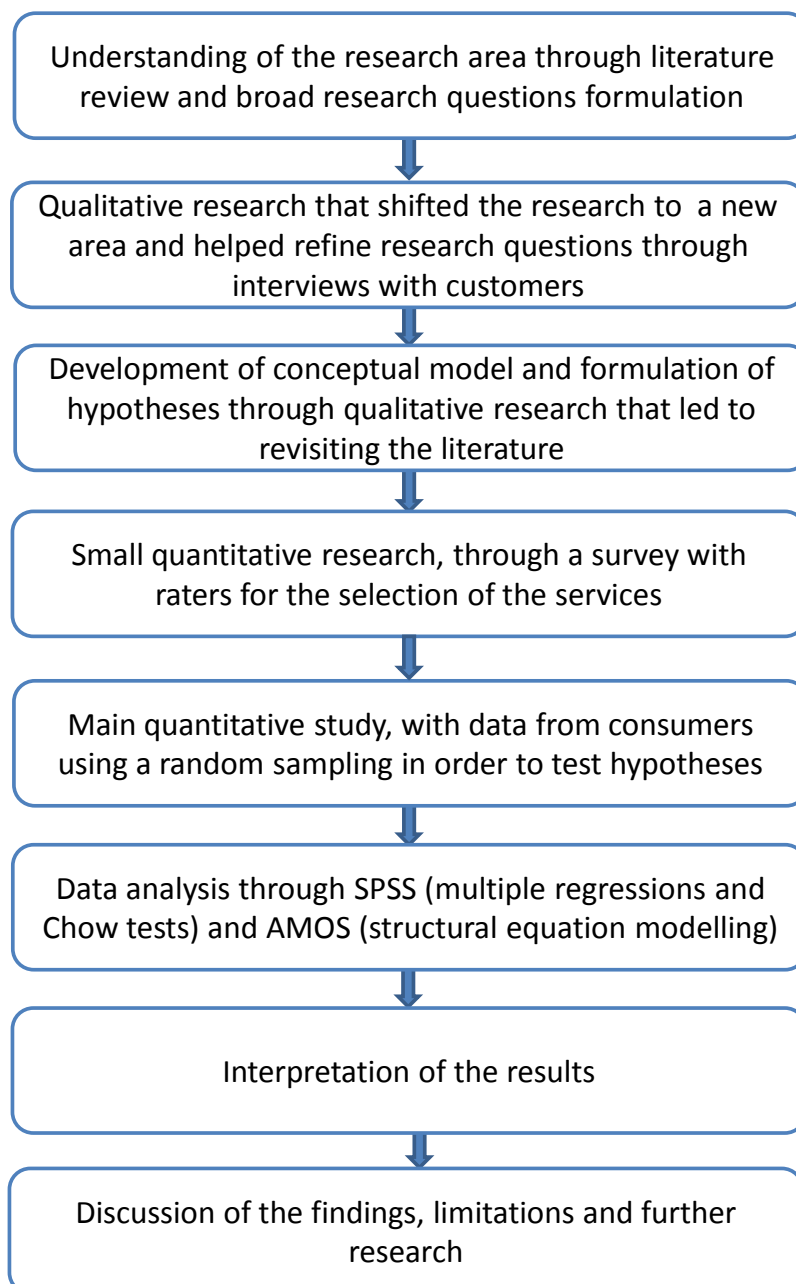 Understanding of the research area through literature
review and broad research questions formulation
Qualitative research that shifted the research to a new
area and helped refine research questions through
interviews with customers
Development of conceptual model and formulation of
hypotheses through qualitative research that led to
revisiting the literature
Small quantitative research, through a survey with
raters for the selection of the services
Main quantitative study, with data from consumers
using a random sampling in order to test hypotheses
Data analysis through SPSS (multiple regressions and
Chow tests) and AMOS (structural equation modelling)
Interpretation of the results
Discussion of the findings, limitations and further
research